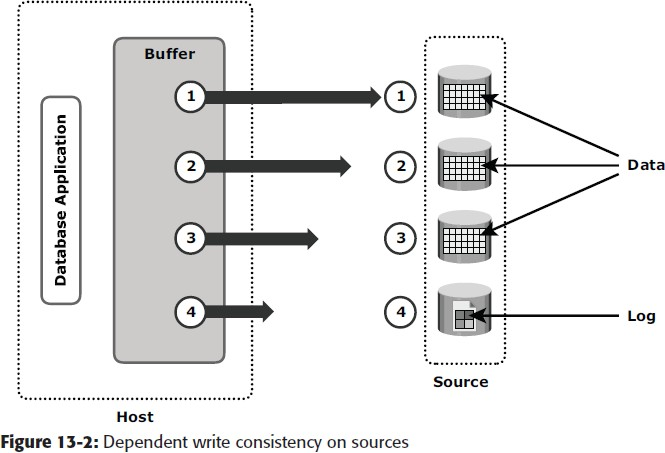 Buffer
Database Application
1 1
2 2
3 3
4 4
Data
Log
Source
Host
Figure 13-2: Dependent write consistency on sources